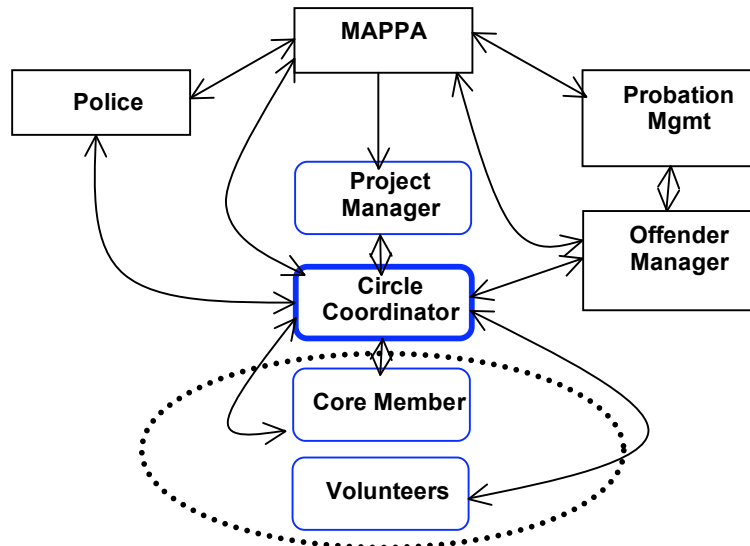 MAPPA
Police
Probation
Mgmt
Project
Manager
Offender
Manager
Circle
Coordinator
Core Member
Volunteers